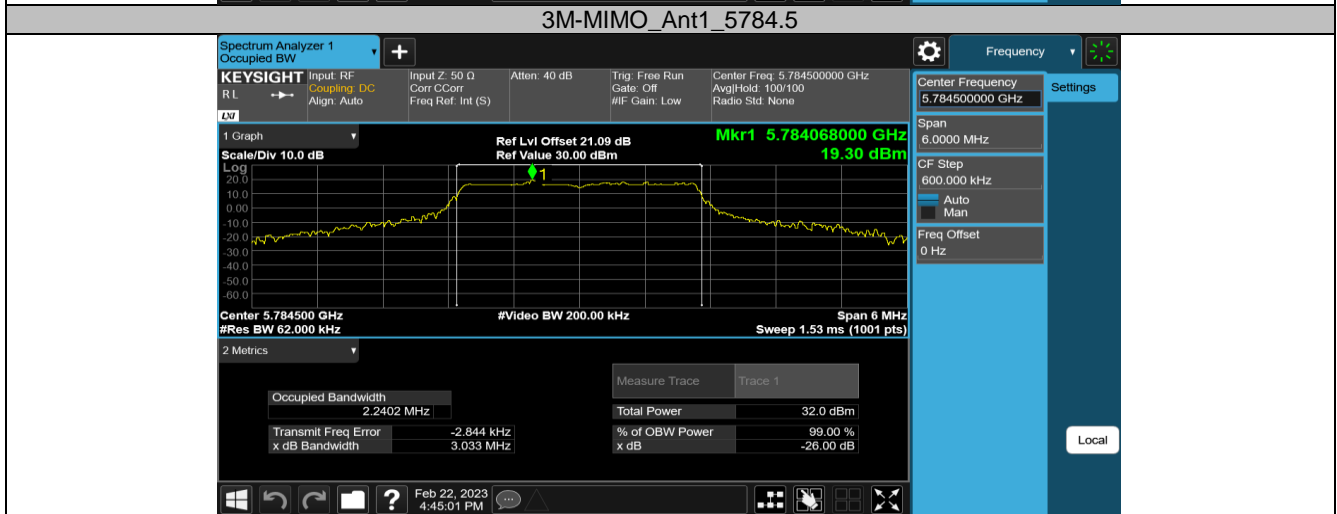 3M-MIMO_Ant1_5784.5
Spectrum Analyzer 1
Occupied BW
Frequency
KEYSIGHT
Input: RF
Input Z: 50 Ω
Atten: 40 dB
Trig: Free Run
Center Freq: 5.784500000 GHz
RL
Coupling: DC
Corr CCorr
Gate: Off
Avg|Hold: 100/100
Align: Auto
Freq Ref: Int (S)
#IF Gain: Low
Radio Std: None
LXI
Center Frequency
5.784500000 GHz
Settings
Span
6.0000 MHz
CF Step
600.000 kHz
Auto
Man
Freq Offset
0 Hz
1 Graph
Ref Lvl Offset 21.09 dB
Mkr1 5.784068000 GHz
Scale/Div 10.0 dB
Ref Value 30.00 dBm
19.30 dBm
Log
1
20.0
10.0
0.00
-10.0
-20.0
-30.0
-40.0
-50.0
-60.0
Center 5.784500 GHz
#Video BW 200.00 kHz
Span 6 MHz
#Res BW 62.000 kHz
Sweep 1.53 ms (1001 pts)
2 Metrics
Measure Trace
Trace 1
Occupied Bandwidth
2.2402 MHz
Total Power
32.0 dBm
Transmit Freq Error
-2.844 kHz
% of OBW Power
99.00 %
x dB Bandwidth
3.033 MHz
x dB
-26.00 dB
Local
?
Feb 22, 2023
4:45:01 PM